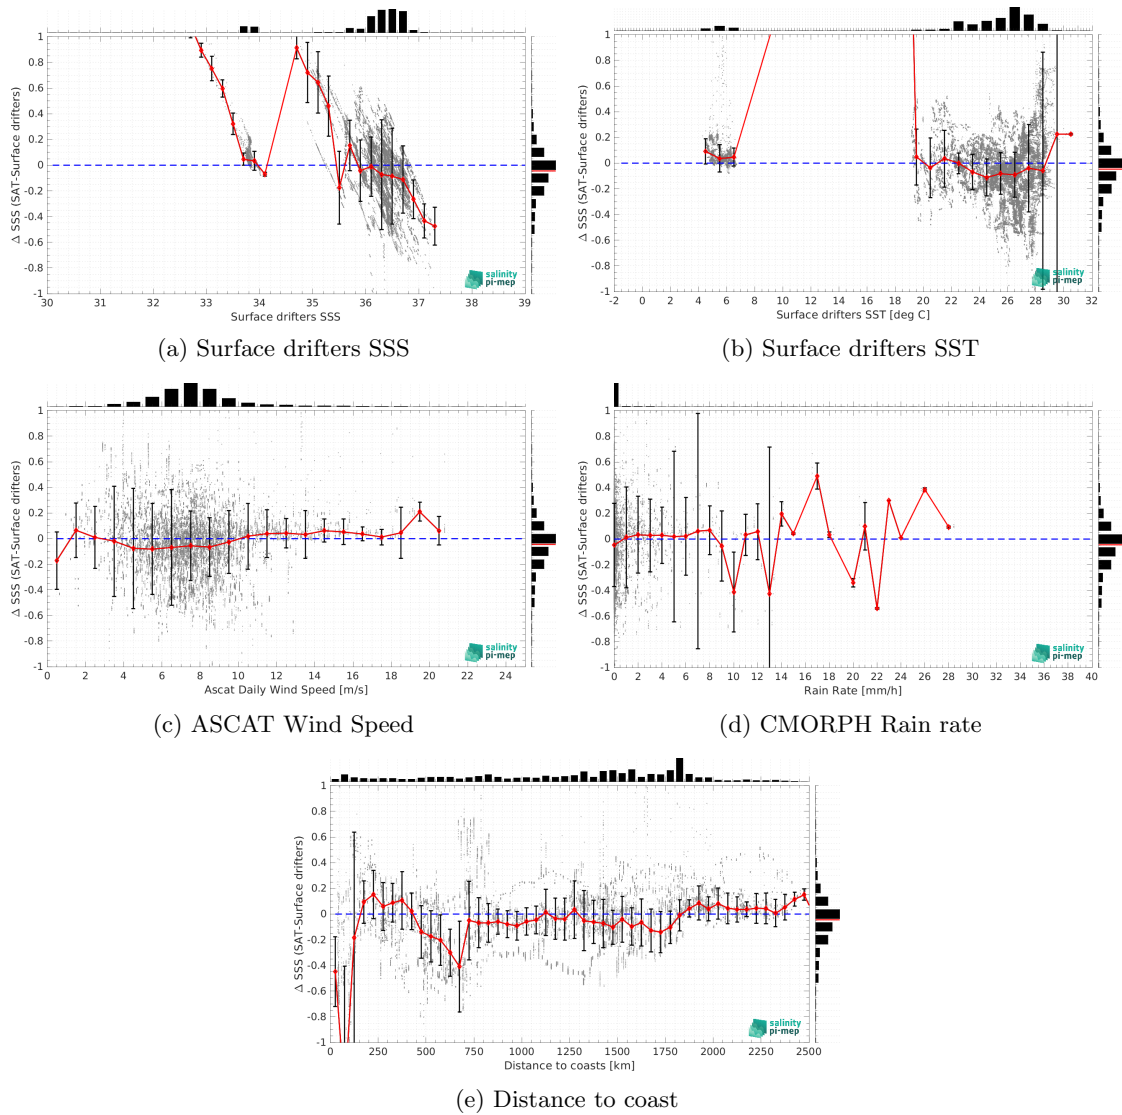 1
0.8
0.6
0.4
0.2
0
-0.2
-0.4
-0.6
-0.8
-1
Δ SSS (SAT-Surface drifters)
30 31 32 33 34 35 36 37 38 39
Surface drifters SSS
salinity
pi-mep
(a) Surface drifters SSS
1
0.8
0.6
0.4
0.2
0
-0.2
-0.4
-0.6
-0.8
-1
Δ SSS (SAT-Surface drifters)
-2 0 2 4 6 8 10 12 14 16 18 20 22 24 26 28 30 32
Surface drifters SST [deg C]
salinity
pi-mep
(b) Surface drifters SST
1
0.8
0.6
0.4
0.2
0
-0.2
-0.4
-0.6
-0.8
-1
Δ SSS (SAT-Surface drifters)
0 2 4 6 8 10 12 14 16 18 20 22 24
Ascat Daily Wind Speed [m/s]
salinity
pi-mep
(c) ASCAT Wind Speed
1
0.8
0.6
0.4
0.2
0
-0.2
-0.4
-0.6
-0.8
-1
Δ SSS (SAT-Surface drifters)
0 2 4 6 8 10 12 14 16 18 20 22 24 26 28 30 32 34 36 38 40
Rain Rate [mm/h]
salinity
pi-mep
(d) CMORPH Rain rate
1
0.8
0.6
0.4
0.2
0
-0.2
-0.4
-0.6
-0.8
-1
Δ SSS (SAT-Surface drifters)
0 250 500 750 1000 1250 1500 1750 2000 2250 2500
Distance to coasts [km]
salinity
pi-mep
(e) Distance to coast